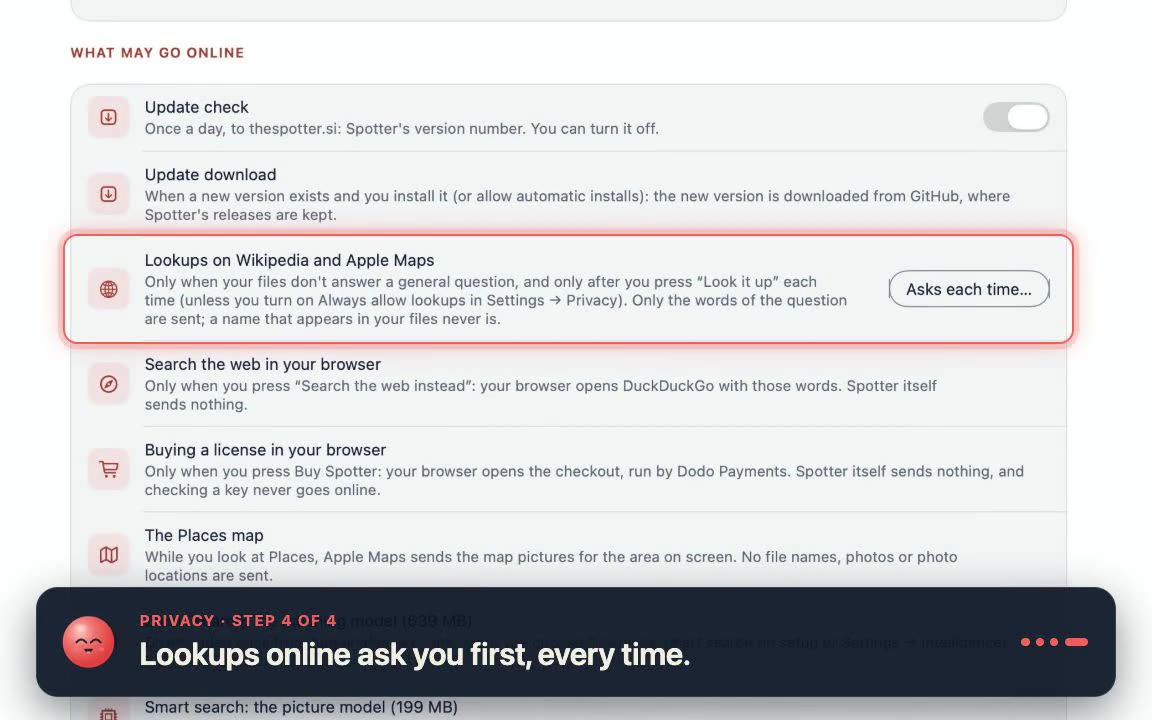 WHAT MAY GO ONLINE
Update check
Once a day, to thespotter.si: Spotter's version number. You can turn it off.
Update download
When a new version exists and you install it (or allow automatic installs): the new version is downloaded from GitHub, where
Spotter's releases are kept.
Lookups on Wikipedia and Apple Maps
Only when your files don't answer a general question, and only after you press “Look it up” each
time (unless you turn on Always allow lookups in Settings → Privacy). Only the words of the question
are sent; a name that appears in your files never is.
Asks each time...
Search the web in your browser
Only when you press “Search the web instead”: your browser opens DuckDuckGo with those words. Spotter itself
sends nothing.
Buying a license in your browser
Only when you press Buy Spotter: your browser opens the checkout, run by Dodo Payments. Spotter itself sends nothing, and
checking a key never goes online.
The Places map
While you look at Places, Apple Maps sends the map pictures for the area on screen. No file names, photos or photo
locations are sent.
model (639 MB)
PRIVACY · STEP 4 OF 4
Lookups online ask you first, every time.
Smart search: the picture model (199 MB)